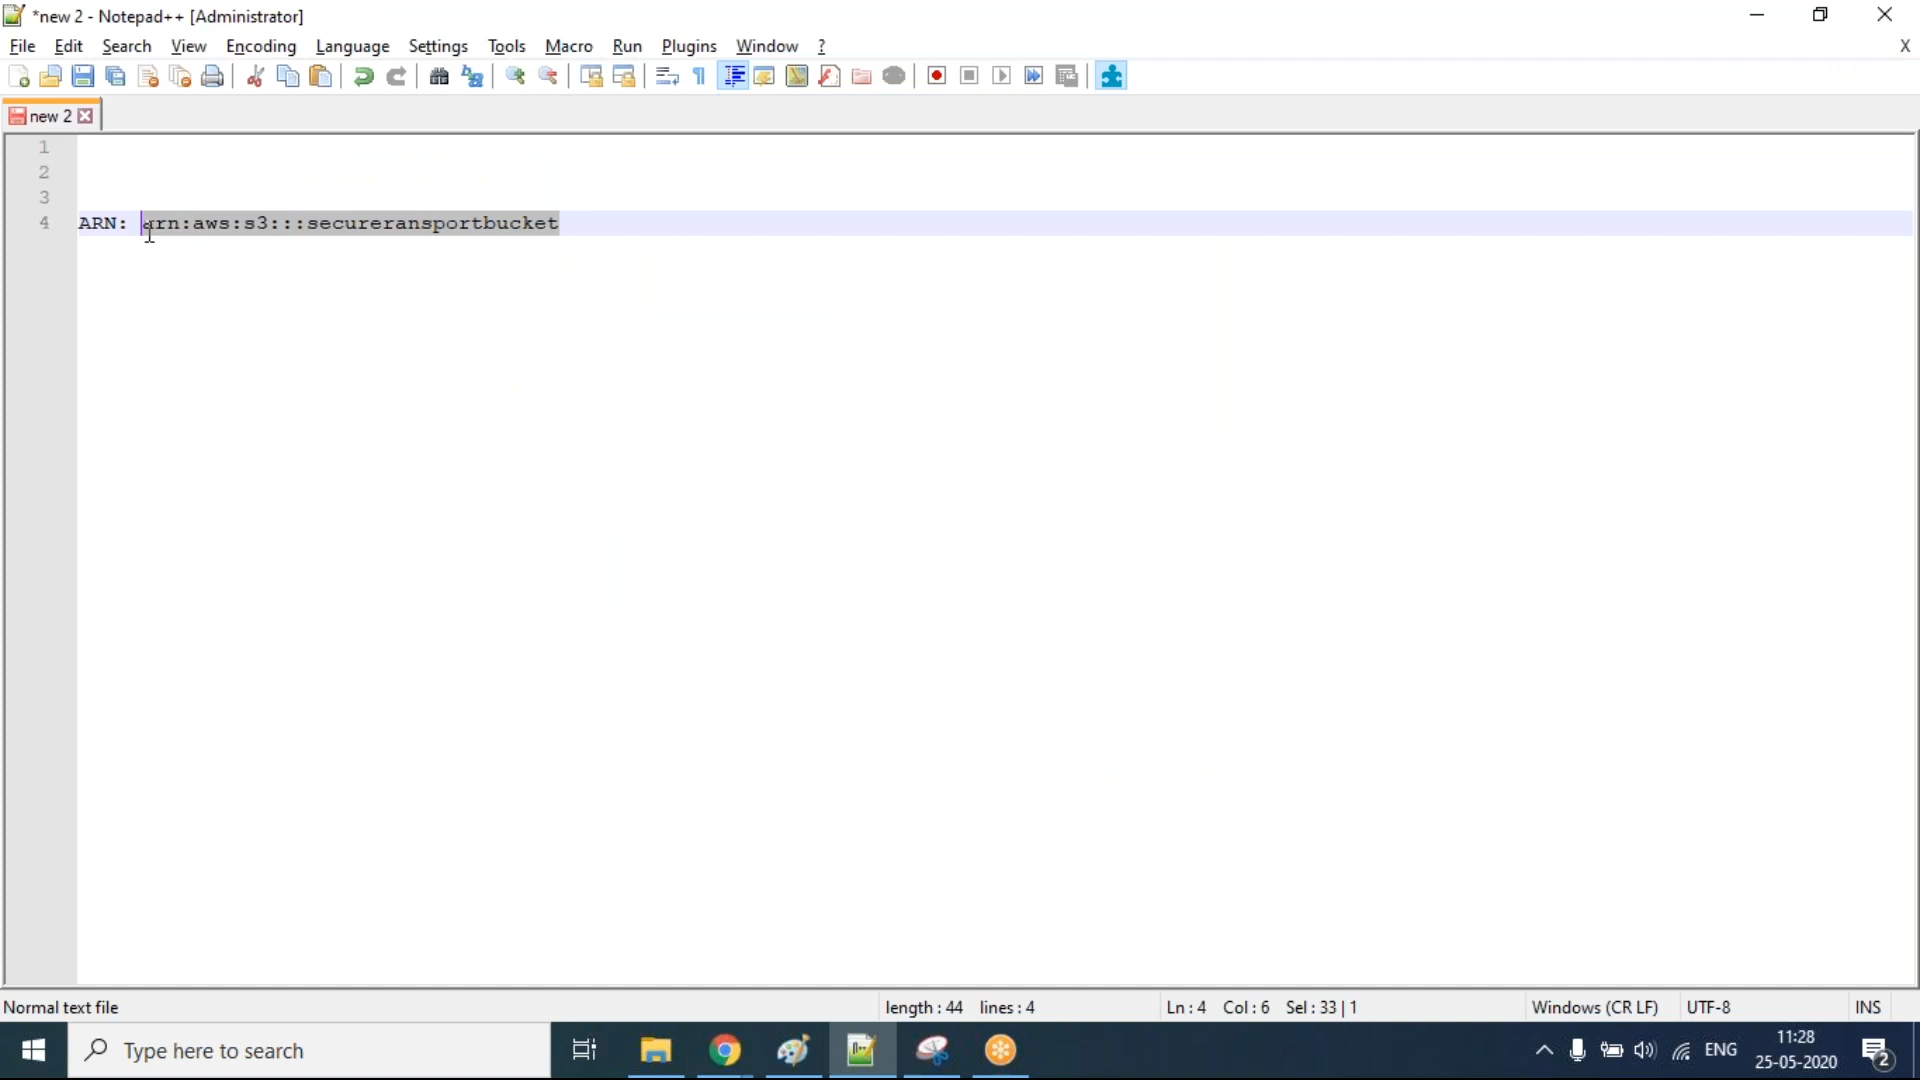 *new 2 - Notepad++ [Administrator]
File Edit Search View Encoding Language Settings Tools Macro Run Plugins Window ?
X
new 2
1
2
3
4 ARN: arn:aws:s3:::secureransportbucket
Normal text file length : 44 lines : 4 Ln : 4 Col : 6 Sel : 33 | 1 Windows (CR LF) UTF-8 INS
Type here to search
ENG
11:28
25-05-2020
2